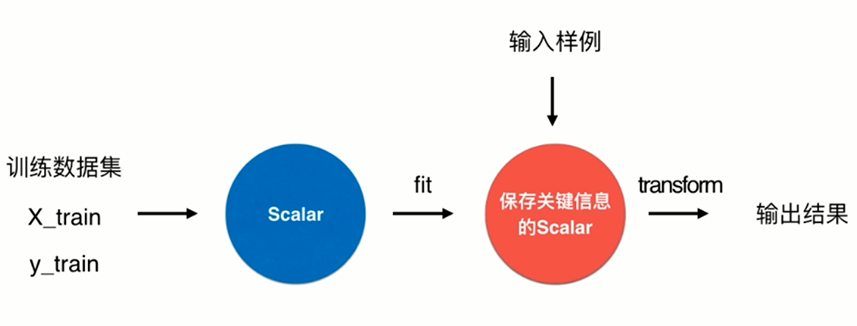 输入样例
训练数据集
X_train
y_train
Scalar
fit
保存关键信息
的Scalar
transform
输出结果